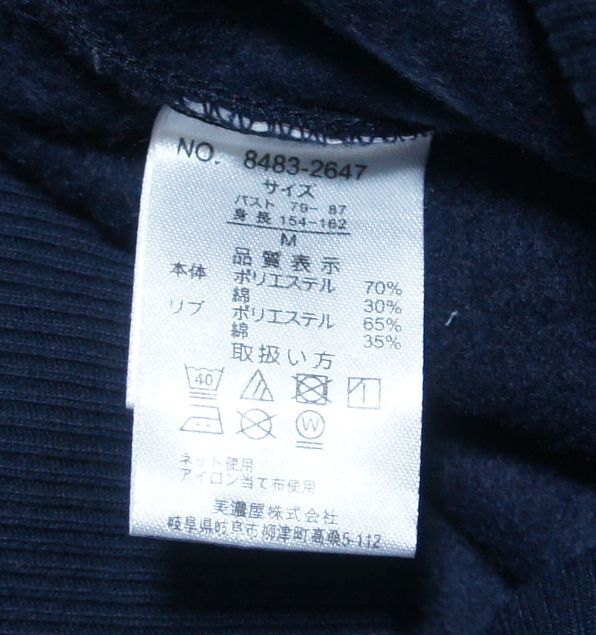 NO. 8483-2647
サイズ
バスト 79-87
身長 154-162
M
品質表示
本体 ポリエステル 70%
綿 30%
リブ ポリエステル 65%
綿 35%
取扱い方
40
W
ネット使用
アイロン当て布使用
美濃屋株式会社
岐阜県岐阜市柳津町高桑5-112